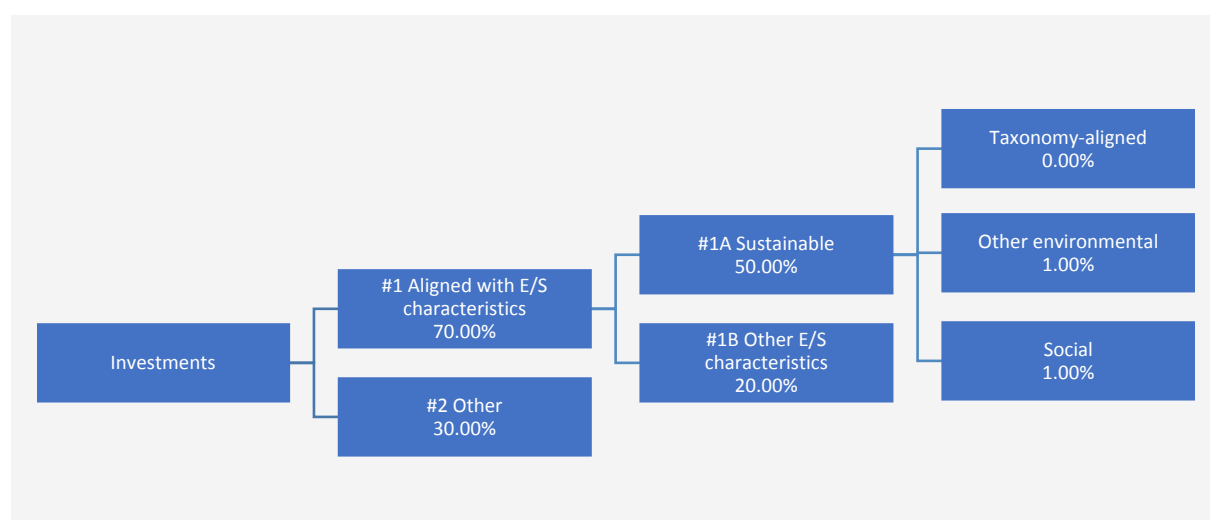 Investments
#1 Aligned with E/S
characteristics
70.00%
#2 Other
30.00%
#1A Sustainable
50.00%
#1B Other E/S
characteristics
20.00%
Taxonomy-aligned
0.00%
Other environmental
1.00%
Social
1.00%